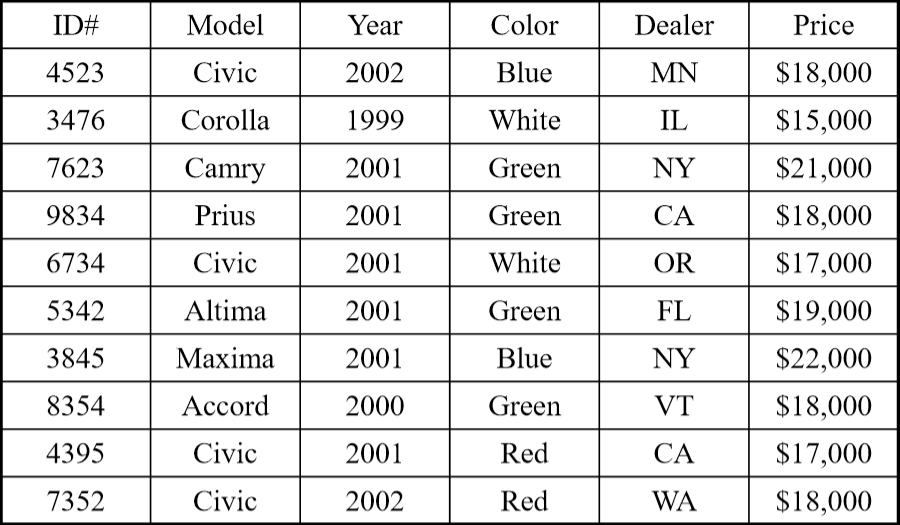 ID# Model Year Color Dealer Price
4523 Civic 2002 Blue MN $18,000
3476 Corolla 1999 White IL $15,000
7623 Camry 2001 Green NY $21,000
9834 Prius 2001 Green CA $18,000
6734 Civic 2001 White OR $17,000
5342 Altima 2001 Green FL $19,000
3845 Maxima 2001 Blue NY $22,000
8354 Accord 2000 Green VT $18,000
4395 Civic 2001 Red CA $17,000
7352 Civic 2002 Red WA $18,000